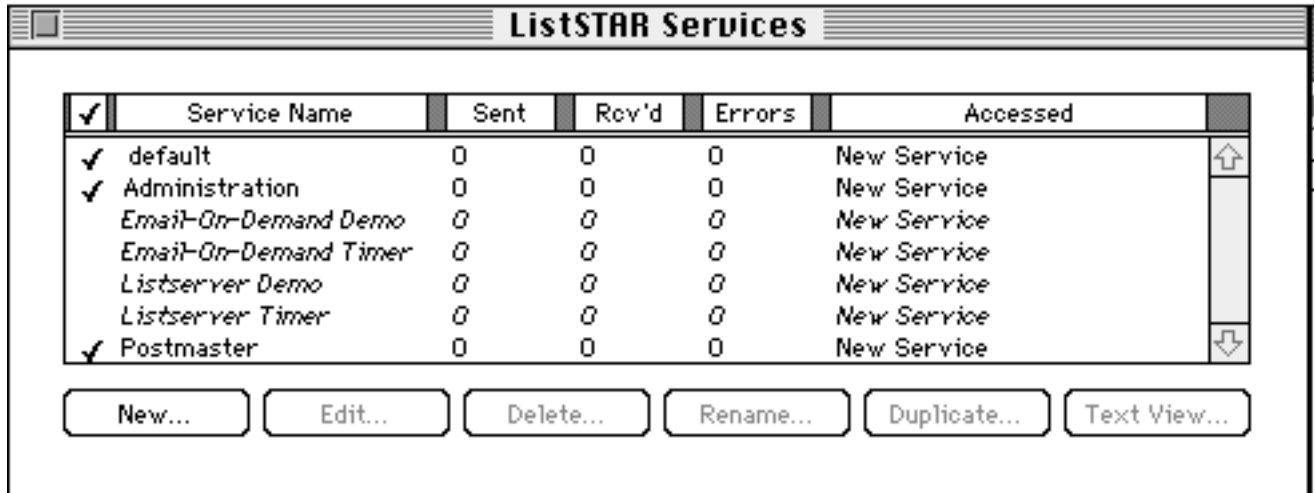 ListSTAR Services
✓ Service Name Sent Rcv'd Errors Accessed
✓ default 0 0 0 New Service
✓ Administration 0 0 0 New Service
Email-On-Demand Demo 0 0 0 New Service
Email-On-Demand Timer 0 0 0 New Service
Listserver Demo 0 0 0 New Service
Listserver Timer 0 0 0 New Service
✓ Postmaster 0 0 0 New Service
New... Edit... Delete... Rename... Duplicate... Text View...